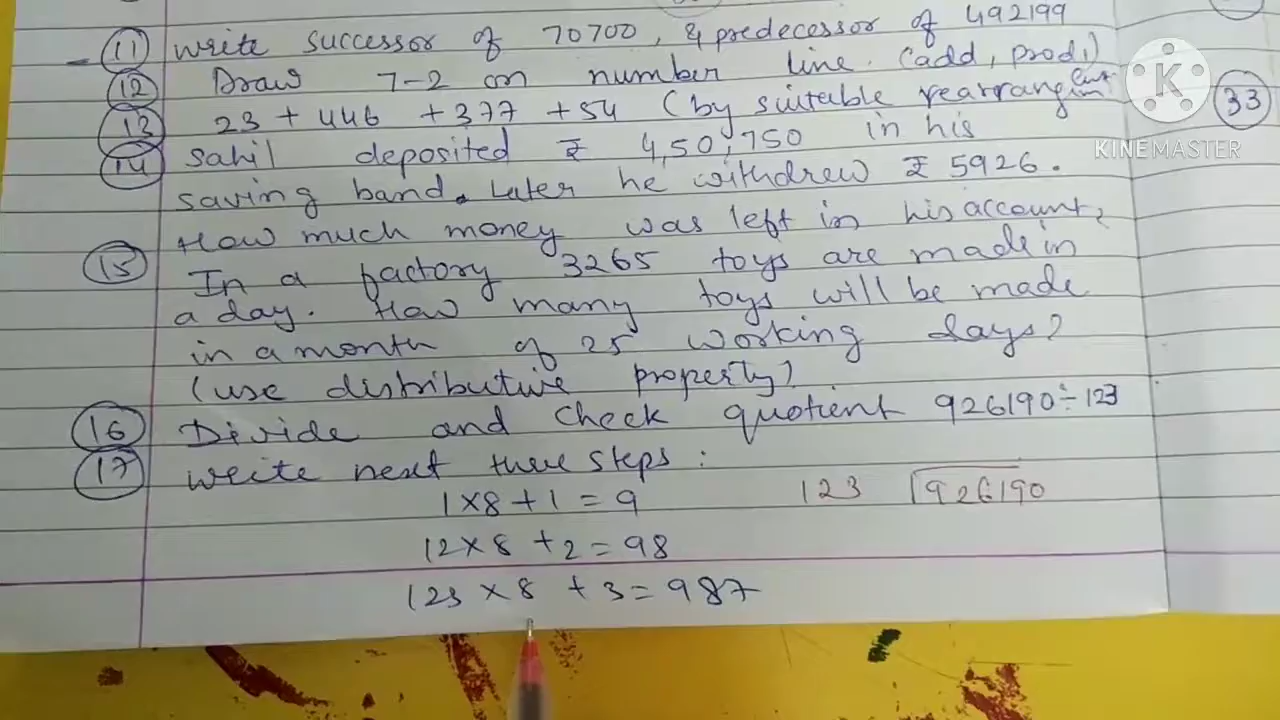 (11) Write successor of 70700, & predecessor of 492199
(12) Draw 7-2 on number line. (add, prod,)
(13) 23 + 446 + 377 + 54 (by suitable rearrangement
(14) Sahil deposited ₹ 4,50,750 in his
saving band. Later he withdrew ₹ 5926.
How much money was left in his account?
(15) In a factory 3265 toys are made in
a day. How many toys will be made
in a month of 25 working days?
(use distributive property)
(16) Divide and check quotient 926190 ÷ 123
(17) Write next three steps :
1×8+1 = 9
123 926190
12×8 +2 = 98
123 × 8 + 3 = 987
33
K
KINEMASTER